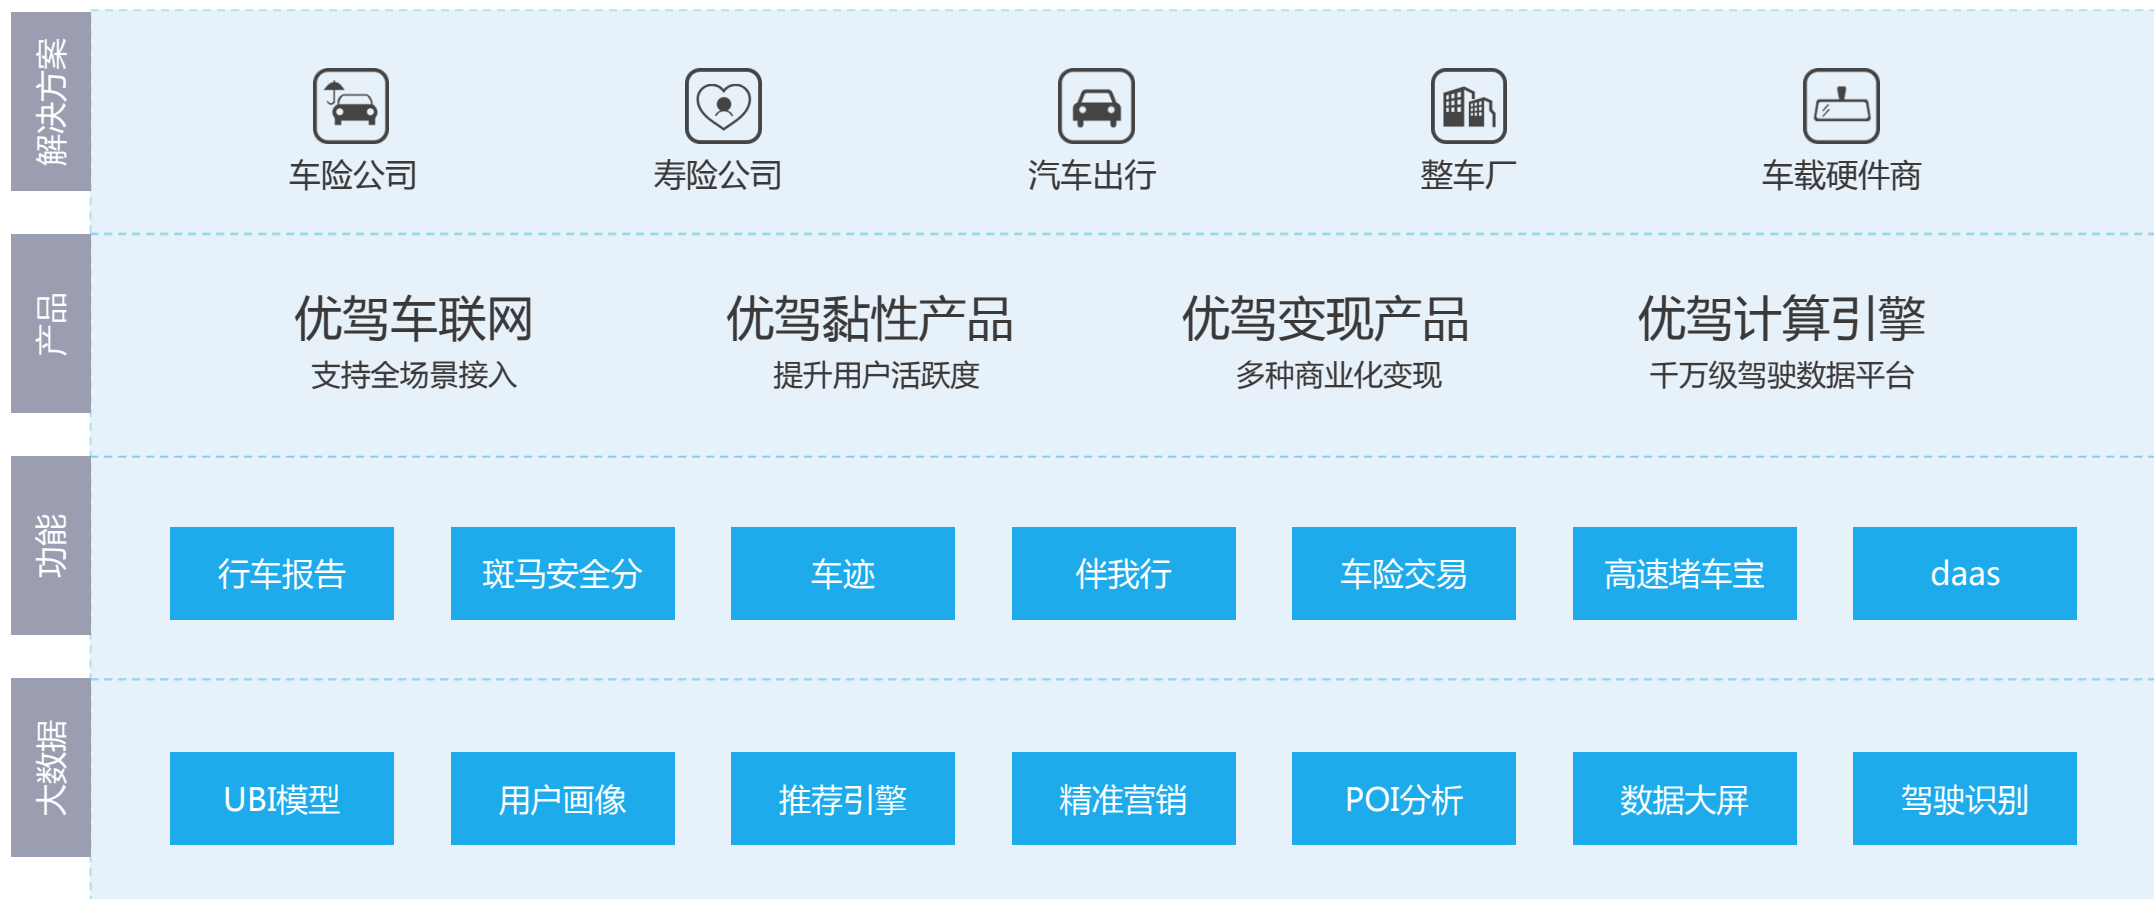 解决方案
车险公司
寿险公司
汽车出行
整车厂
车载硬件商
产品
优驾车联网
支持全场景接入
优驾黏性产品
提升用户活跃度
优驾变现产品
多种商业化变现
优驾计算引擎
千万级驾驶数据平台
功能
行车报告
斑马安全分
车迹
伴我行
车险交易
高速堵车宝
daas
大数据
UBI模型
用户画像
推荐引擎
精准营销
POI分析
数据大屏
驾驶识别